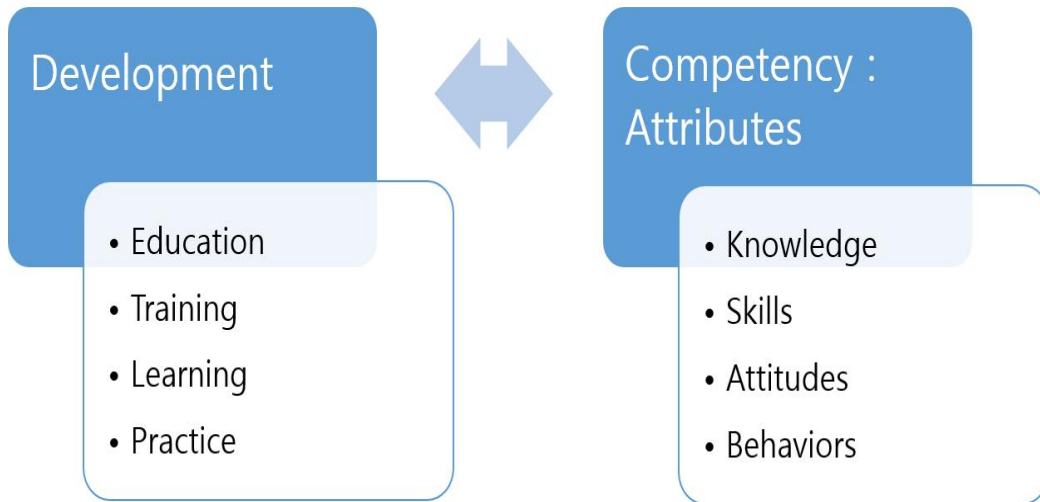 Development
• Education
• Training
• Learning
• Practice
Competency :
Attributes
• Knowledge
• Skills
• Attitudes
• Behaviors